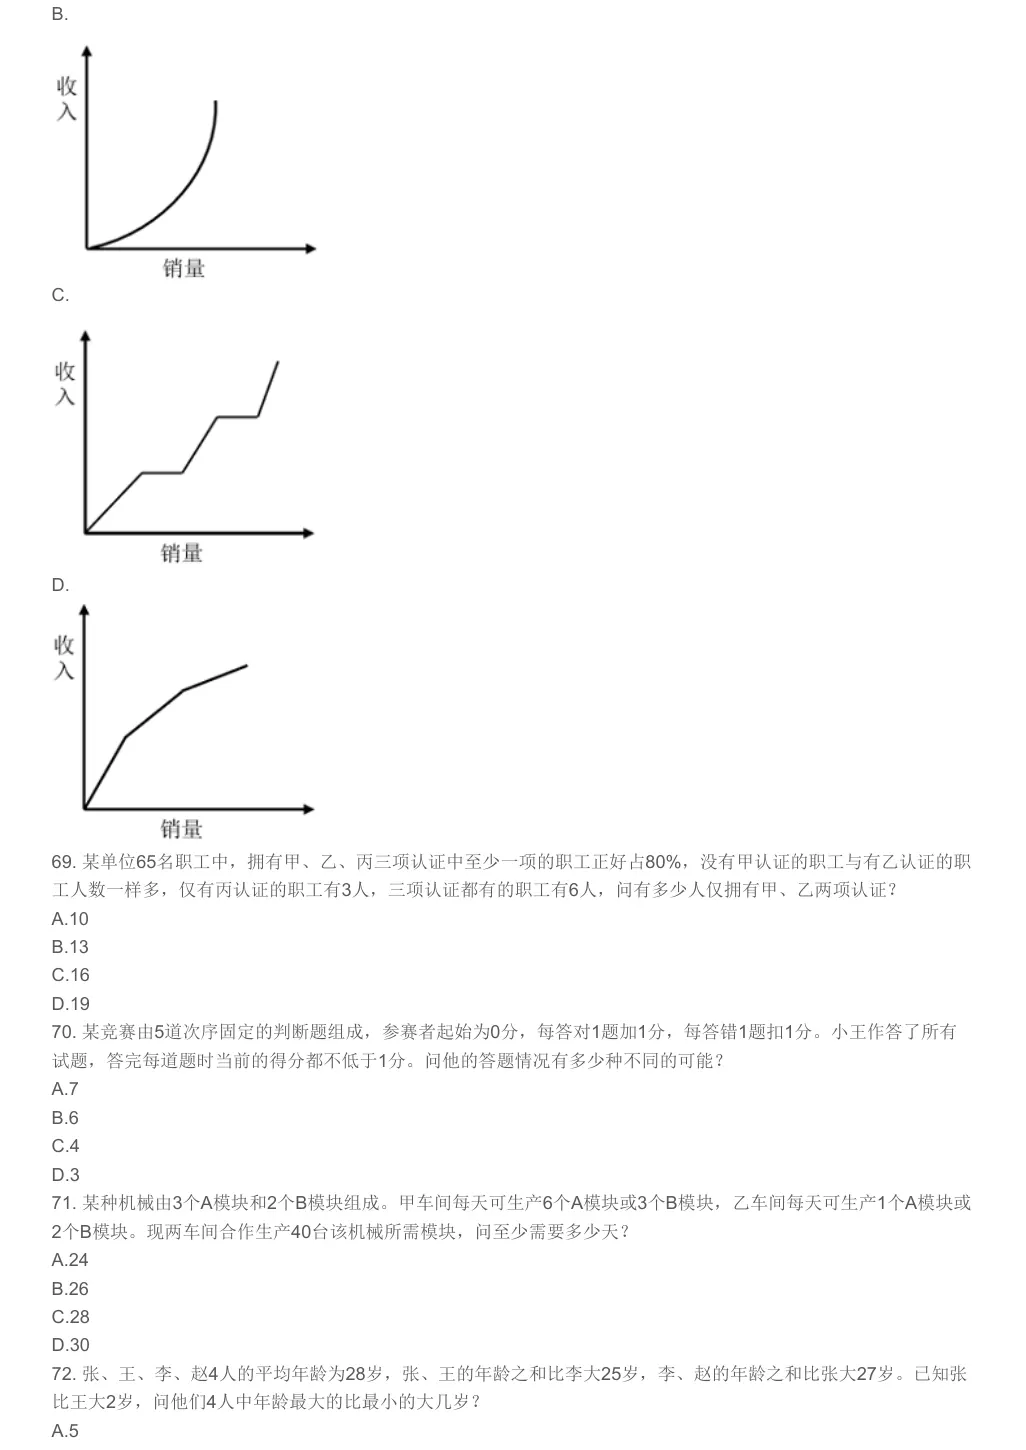 B.
收
入
销量
C.
收
入
销量
D.
收
入
销量
69. 某单位65名职工中，拥有甲、乙、丙三项认证中至少一项的职工正好占80%，没有甲认证的职工与有乙认证的职
工人数一样多，仅有丙认证的职工有3人，三项认证都有的职工有6人，问有多少人仅拥有甲、乙两项认证？
A.10
B.13
C.16
D.19
70. 某竞赛由5道次序固定的判断题组成，参赛者起始为0分，每答对1题加1分，每答错1题扣1分。小王作答了所有
试题，答完每道题时当前的得分都不低于1分。问他的答题情况有多少种不同的可能？
A.7
B.6
C.4
D.3
71. 某种机械由3个A模块和2个B模块组成。甲车间每天可生产6个A模块或3个B模块，乙车间每天可生产1个A模块或
2个B模块。现两车间合作生产40台该机械所需模块，问至少需要多少天？
A.24
B.26
C.28
D.30
72. 张、王、李、赵4人的平均年龄为28岁，张、王的年龄之和比李大25岁，李、赵的年龄之和比张大27岁。已知张
比王大2岁，问他们4人中年龄最大的比最小的大几岁？
A.5